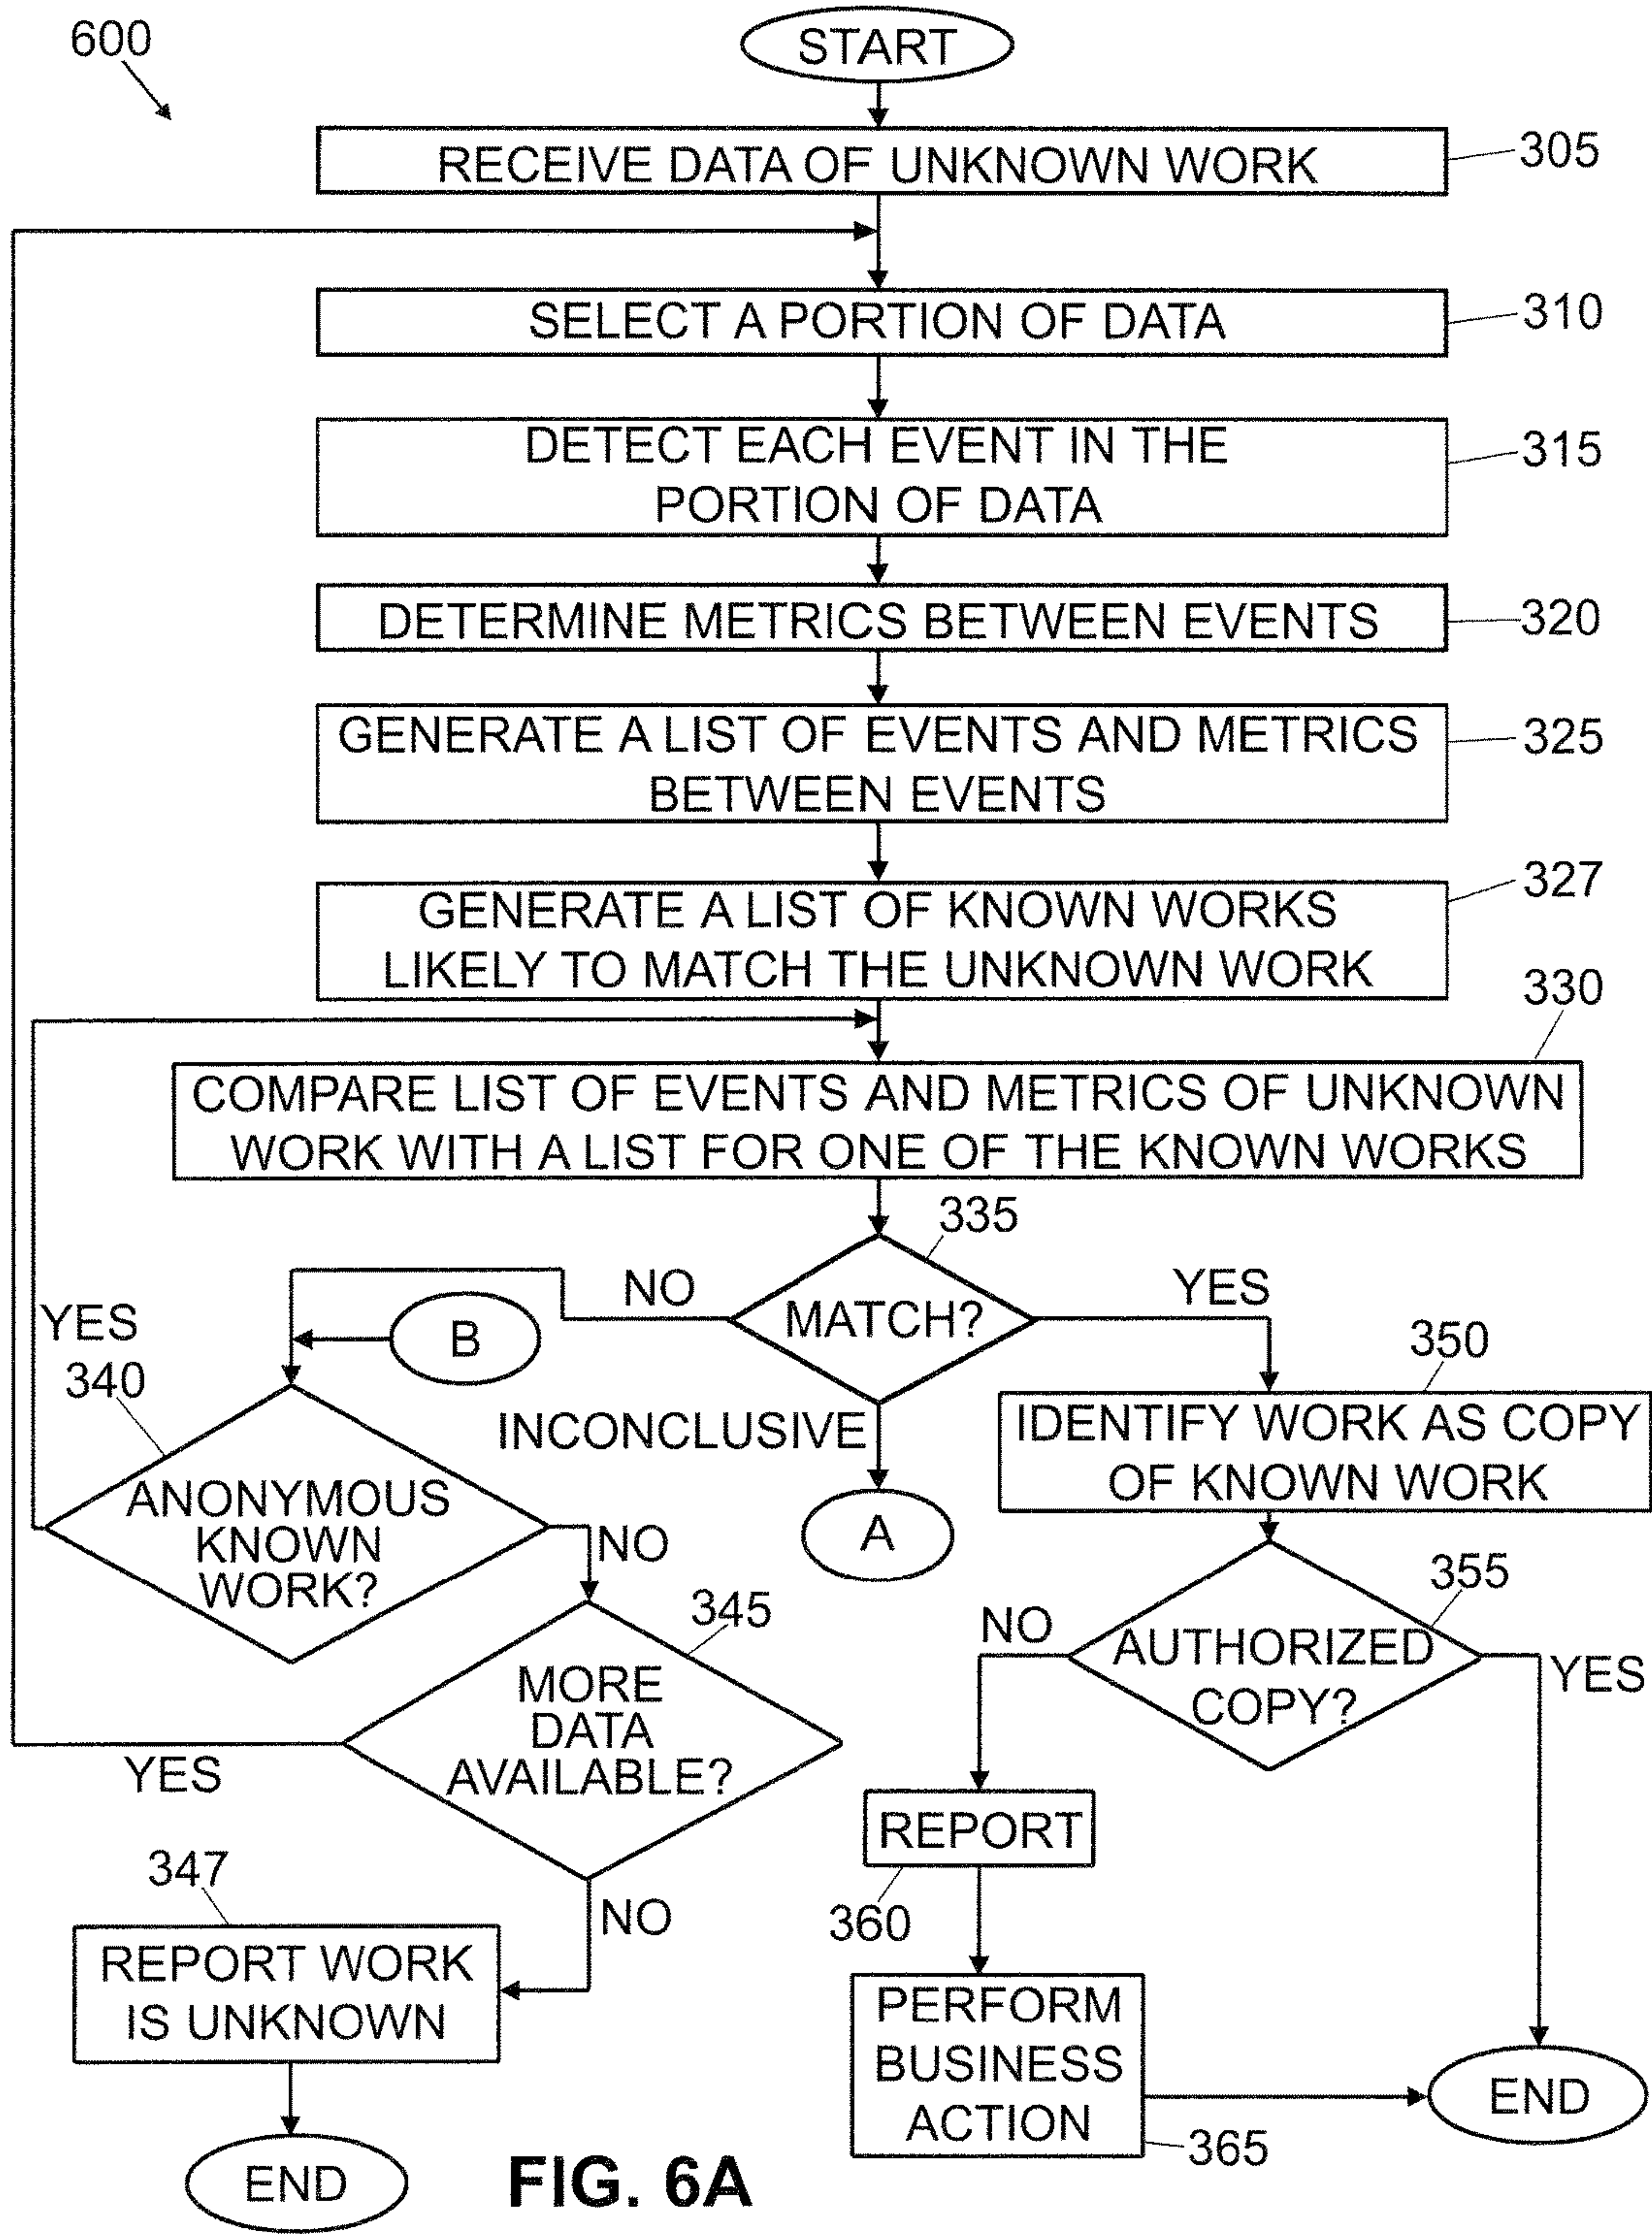 600
START
RECEIVE DATA OF UNKNOWN WORK
305
SELECT A PORTION OF DATA
310
DETECT EACH EVENT IN THE
PORTION OF DATA
315
DETERMINE METRICS BETWEEN EVENTS
320
GENERATE A LIST OF EVENTS AND METRICS
BETWEEN EVENTS
325
GENERATE A LIST OF KNOWN WORKS
LIKELY TO MATCH THE UNKNOWN WORK
327
330
COMPARE LIST OF EVENTS AND METRICS OF UNKNOWN
WORK WITH A LIST FOR ONE OF THE KNOWN WORKS
335
MATCH?
NO
YES
INCONCLUSIVE
A
B
YES
340
ANONYMOUS
KNOWN
WORK?
NO
345
MORE
DATA
AVAILABLE?
YES
NO
347
REPORT WORK
IS UNKNOWN
END
350
IDENTIFY WORK AS COPY
OF KNOWN WORK
355
AUTHORIZED
COPY?
NO
YES
REPORT
360
PERFORM
BUSINESS
ACTION
365
END
FIG. 6A